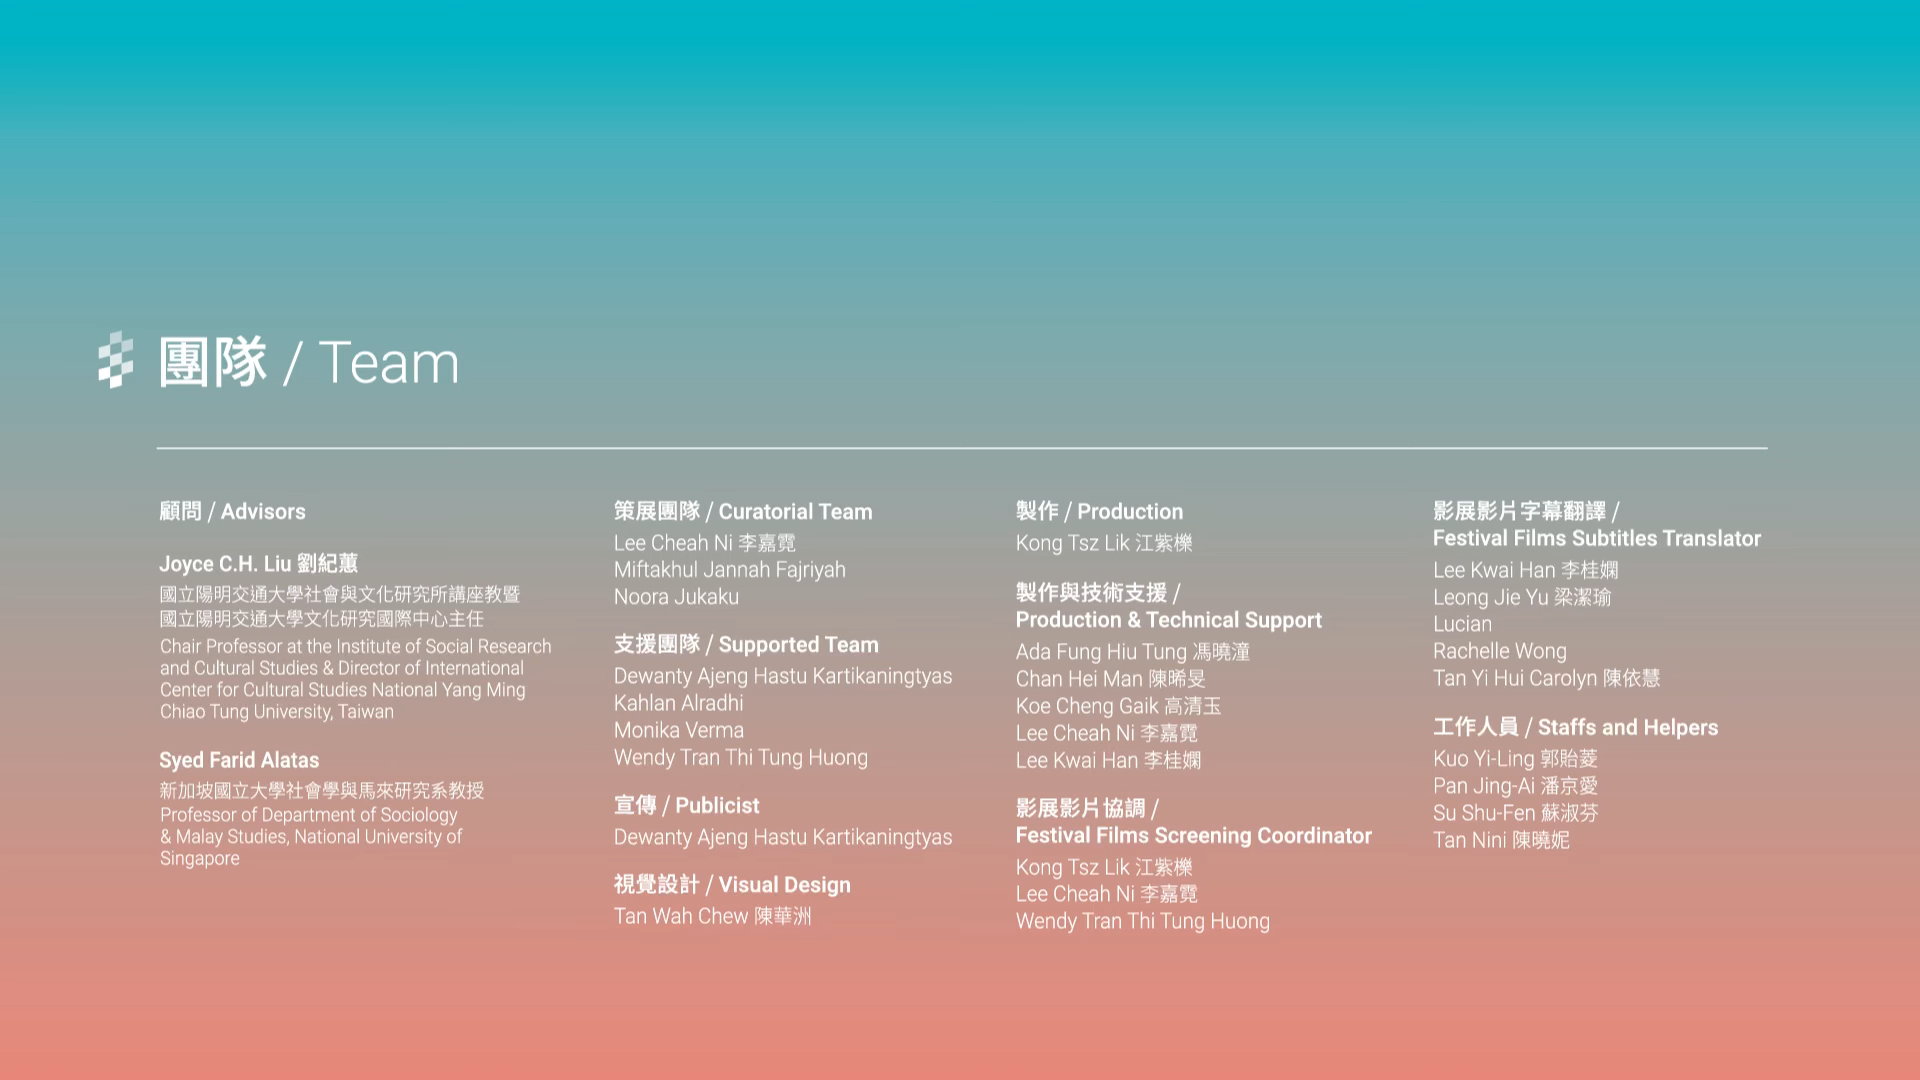 團隊 / Team
顧問 / Advisors
Joyce C.H. Liu 劉紀蕙
國立陽明交通大學社會與文化研究所講座教暨
國立陽明交通大學文化研究國際中心主任
Chair Professor at the Institute of Social Research
and Cultural Studies & Director of International
Center for Cultural Studies National Yang Ming
Chiao Tung University, Taiwan
Syed Farid Alatas
新加坡國立大學社會學與馬來研究系教授
Professor of Department of Sociology
& Malay Studies, National University of
Singapore
策展團隊 / Curatorial Team
Lee Cheah Ni 李嘉霓
Miftakhul Jannah Fajriyah
Noora Jukaku
支援團隊 / Supported Team
Dewanty Ajeng Hastu Kartikaningtyas
Kahlan Alradhi
Monika Verma
Wendy Tran Thi Tung Huong
宣傳 / Publicist
Dewanty Ajeng Hastu Kartikaningtyas
視覺設計 / Visual Design
Tan Wah Chew 陳華洲
製作 / Production
Kong Tsz Lik 江紫櫟
製作與技術支援 /
Production & Technical Support
Ada Fung Hiu Tung 馮曉潼
Chan Hei Man 陳晞旻
Koe Cheng Gaik 高清玉
Lee Cheah Ni 李嘉霓
Lee Kwai Han 李桂嫻
影展影片協調 /
Festival Films Screening Coordinator
Kong Tsz Lik 江紫櫟
Lee Cheah Ni 李嘉霓
Wendy Tran Thi Tung Huong
影展影片字幕翻譯 /
Festival Films Subtitles Translator
Lee Kwai Han 李桂嫻
Leong Jie Yu 梁潔瑜
Lucian
Rachelle Wong
Tan Yi Hui Carolyn 陳依慧
工作人員 / Staffs and Helpers
Kuo Yi-Ling 郭貽菱
Pan Jing-Ai 潘京愛
Su Shu-Fen 蘇淑芬
Tan Nini 陳曉妮